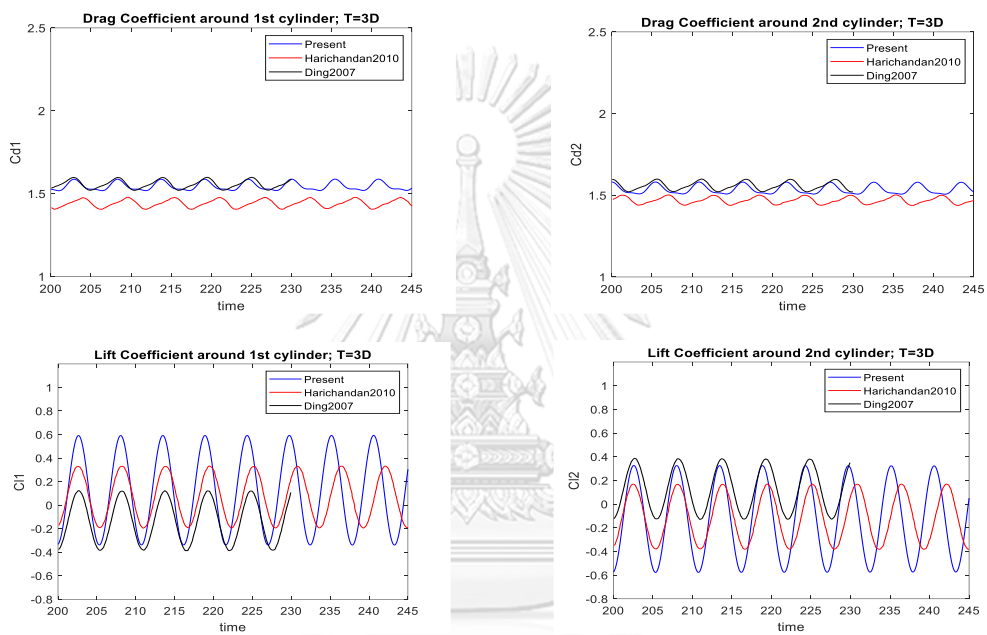 Drag Coefficient around 1st cylinder; T=3D
2.5
2
1.5
1
Cd1
Present
Harichandan2010
Ding2007
200 205 210 215 220 225 230 235 240 245
time
Drag Coefficient around 2nd cylinder; T=3D
2.5
2
1.5
1
Cd2
Present
Harichandan2010
Ding2007
200 205 210 215 220 225 230 235 240 245
time
Lift Coefficient around 1st cylinder; T=3D
1
0.8
0.6
0.4
0.2
0
-0.2
-0.4
-0.6
-0.8
Cl1
Present
Harichandan2010
Ding2007
200 205 210 215 220 225 230 235 240 245
time
Lift Coefficient around 2nd cylinder; T=3D
1
0.8
0.6
0.4
0.2
0
-0.2
-0.4
-0.6
-0.8
Cl2
Present
Harichandan2010
Ding2007
200 205 210 215 220 225 230 235 240 245
time